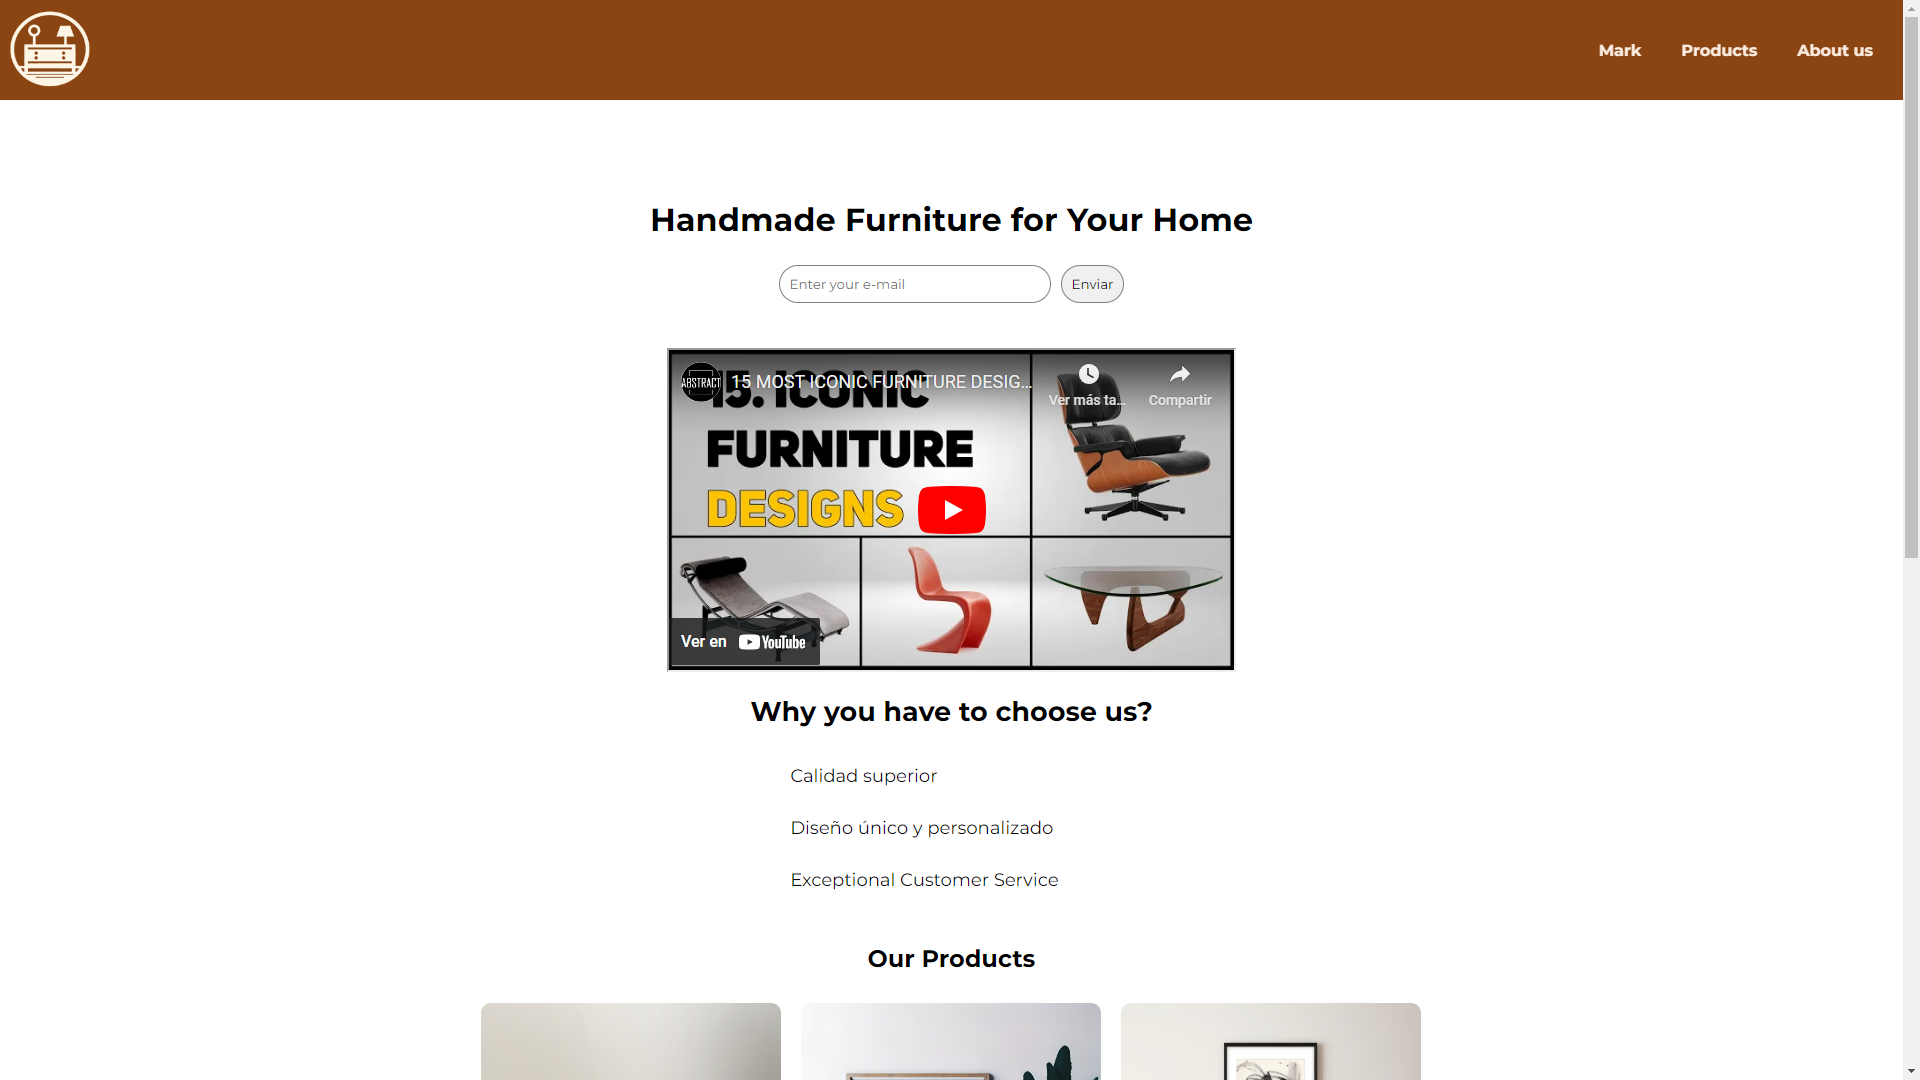 Mark
Products
About us
Handmade Furniture for Your Home
Enter your e-mail
Enviar
ABSTRACT
15 MOST ICONIC FURNITURE DESIG...
Ver más ta...
Compartir
15. ICONIC
FURNITURE
DESIGNS
Ver en YouTube
Why you have to choose us?
Calidad superior
Diseño único y personalizado
Exceptional Customer Service
Our Products